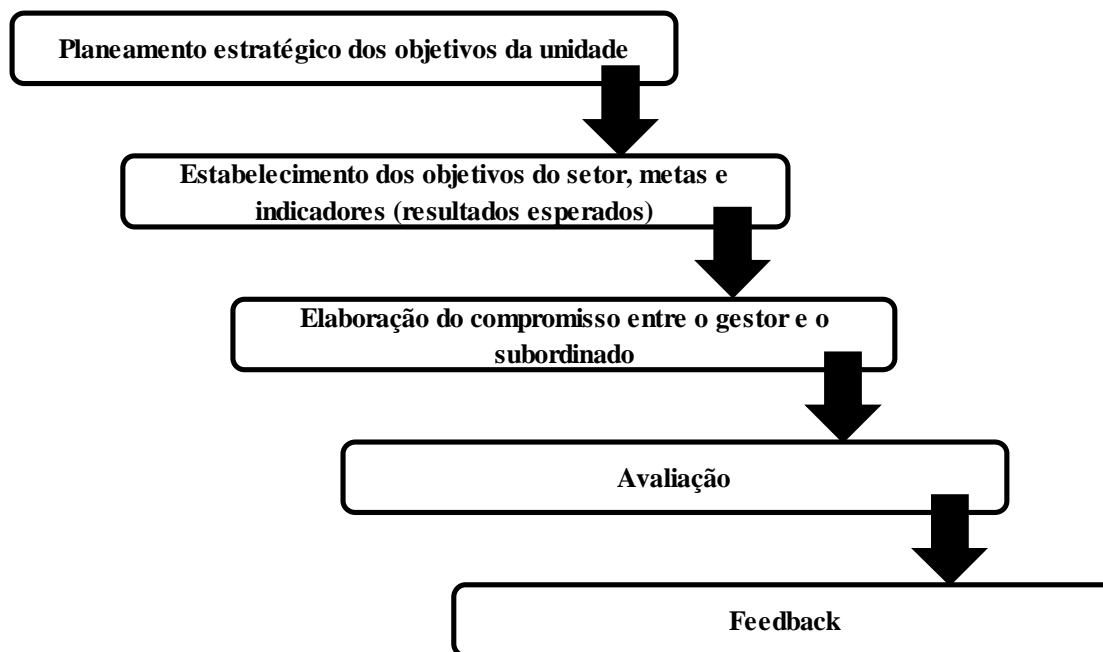 Planeamento estratégico dos objetivos da unidade
Estabelecimento dos objetivos do setor, metas e
indicadores (resultados esperados)
Elaboração do compromisso entre o gestor e o
subordinado
Avaliação
Feedback